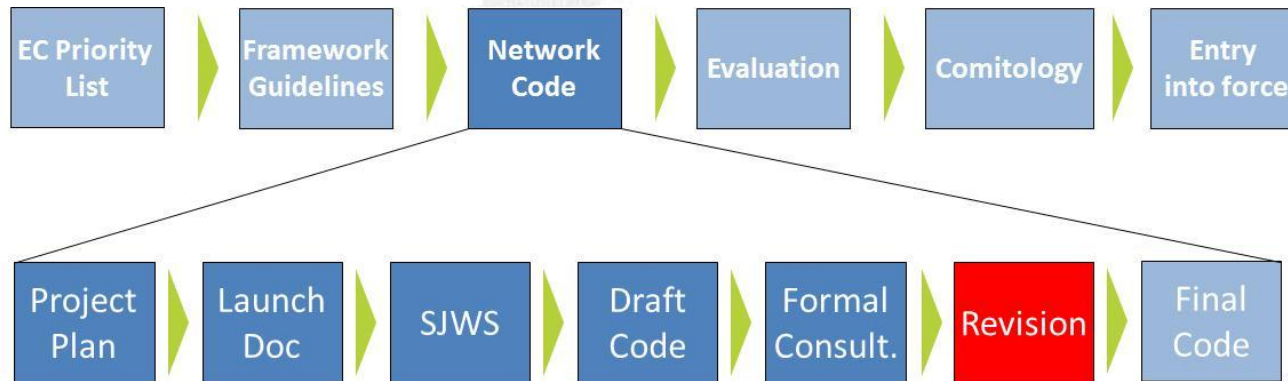 EC Priority
List
Framework
Guidelines
Network
Code
Evaluation
Comitology
Entry
into force
Project
Plan
Launch
Doc
SJWS
Draft
Code
Formal
Consult.
Revision
Final
Code